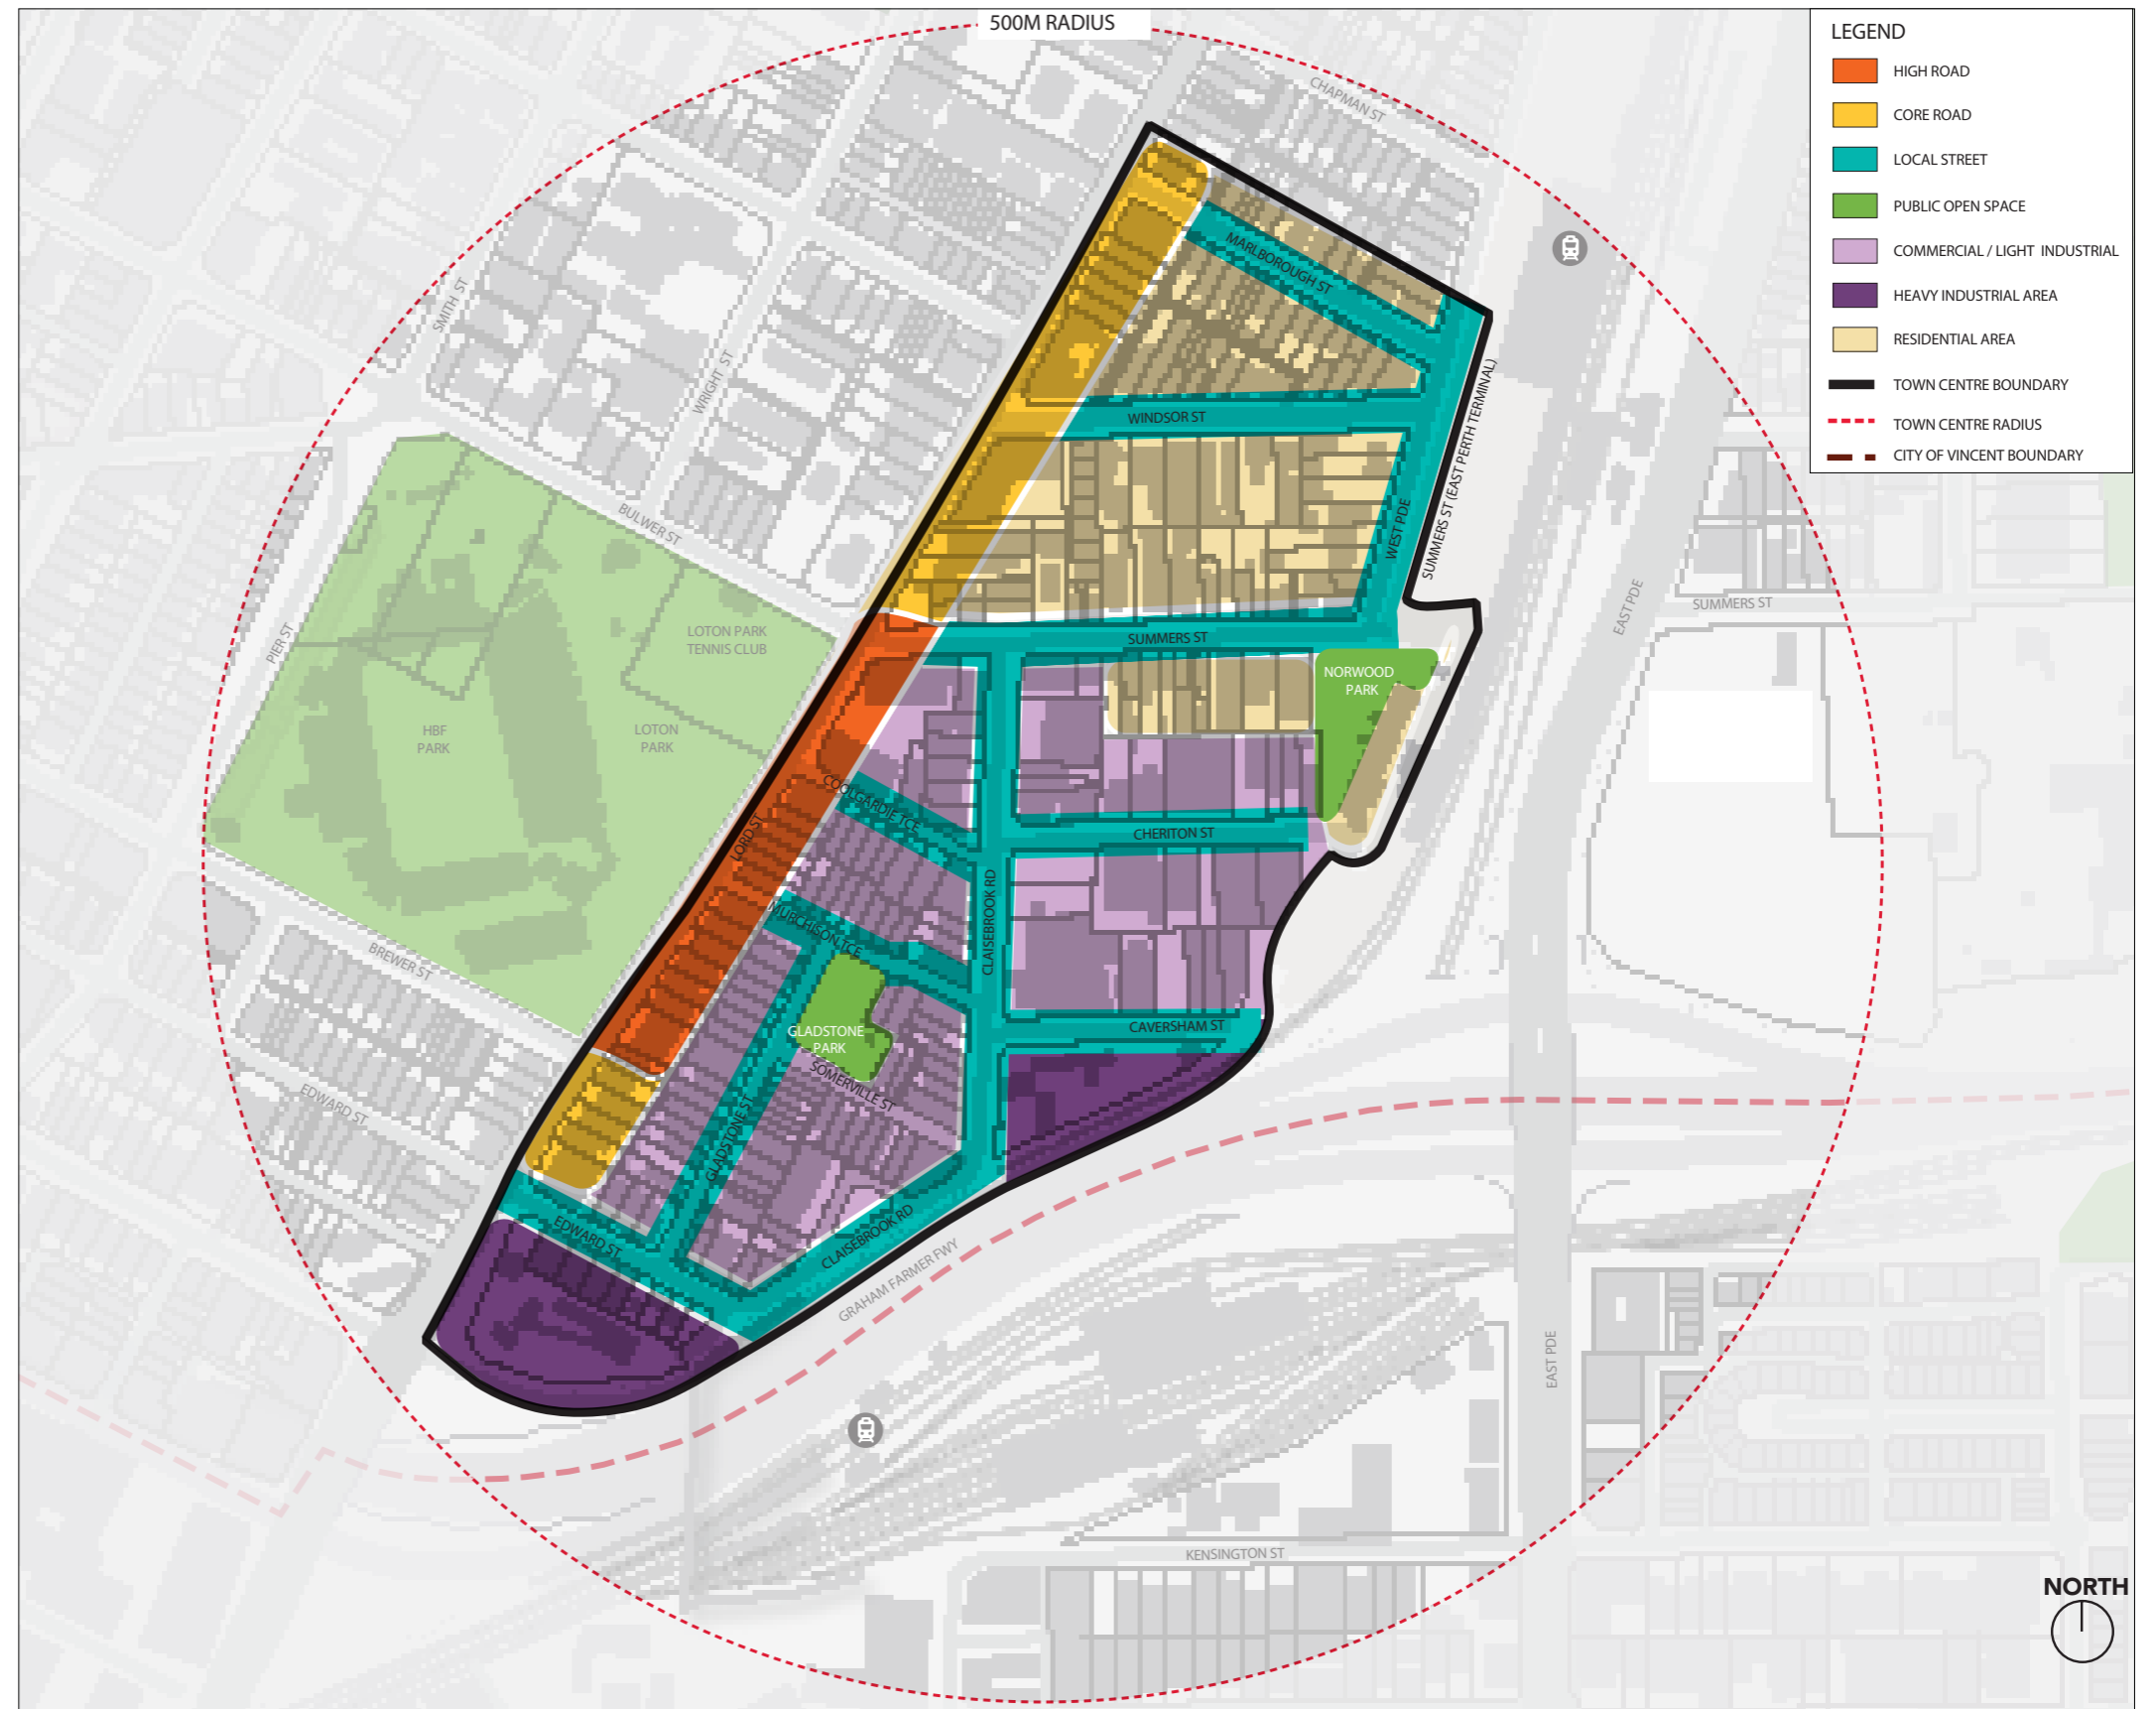 500M RADIUS
LEGEND
HIGH ROAD
CORE ROAD
LOCAL STREET
PUBLIC OPEN SPACE
COMMERCIAL / LIGHT INDUSTRIAL
HEAVY INDUSTRIAL AREA
RESIDENTIAL AREA
TOWN CENTRE BOUNDARY
TOWN CENTRE RADIUS
CITY OF VINCENT BOUNDARY
CHAPMAN ST
MARLBOROUGH ST
SMITH ST
WRIGHT ST
WINDSOR ST
SUMMERS ST (EAST PERTH TERMINAL)
BULWER ST
WEST PDE
EAST PDE
SUMMERS ST
SUMMERS ST
PIER ST
LOTON PARK
TENNIS CLUB
NORWOOD
PARK
HBF
PARK
LOTON
PARK
COOLGARDIE TCE
LORD ST
CHERITON ST
MURCHISON TCE
CLAISEBROOK RD
BREWER ST
GLADSTONE
PARK
CAVERSHAM ST
SOMERVILLE ST
EDWARD ST
GLADSTONE ST
EDWARD ST
CLAISEBROOK RD
GRAHAM FARMER FWY
EAST PDE
KENSINGTON ST
NORTH